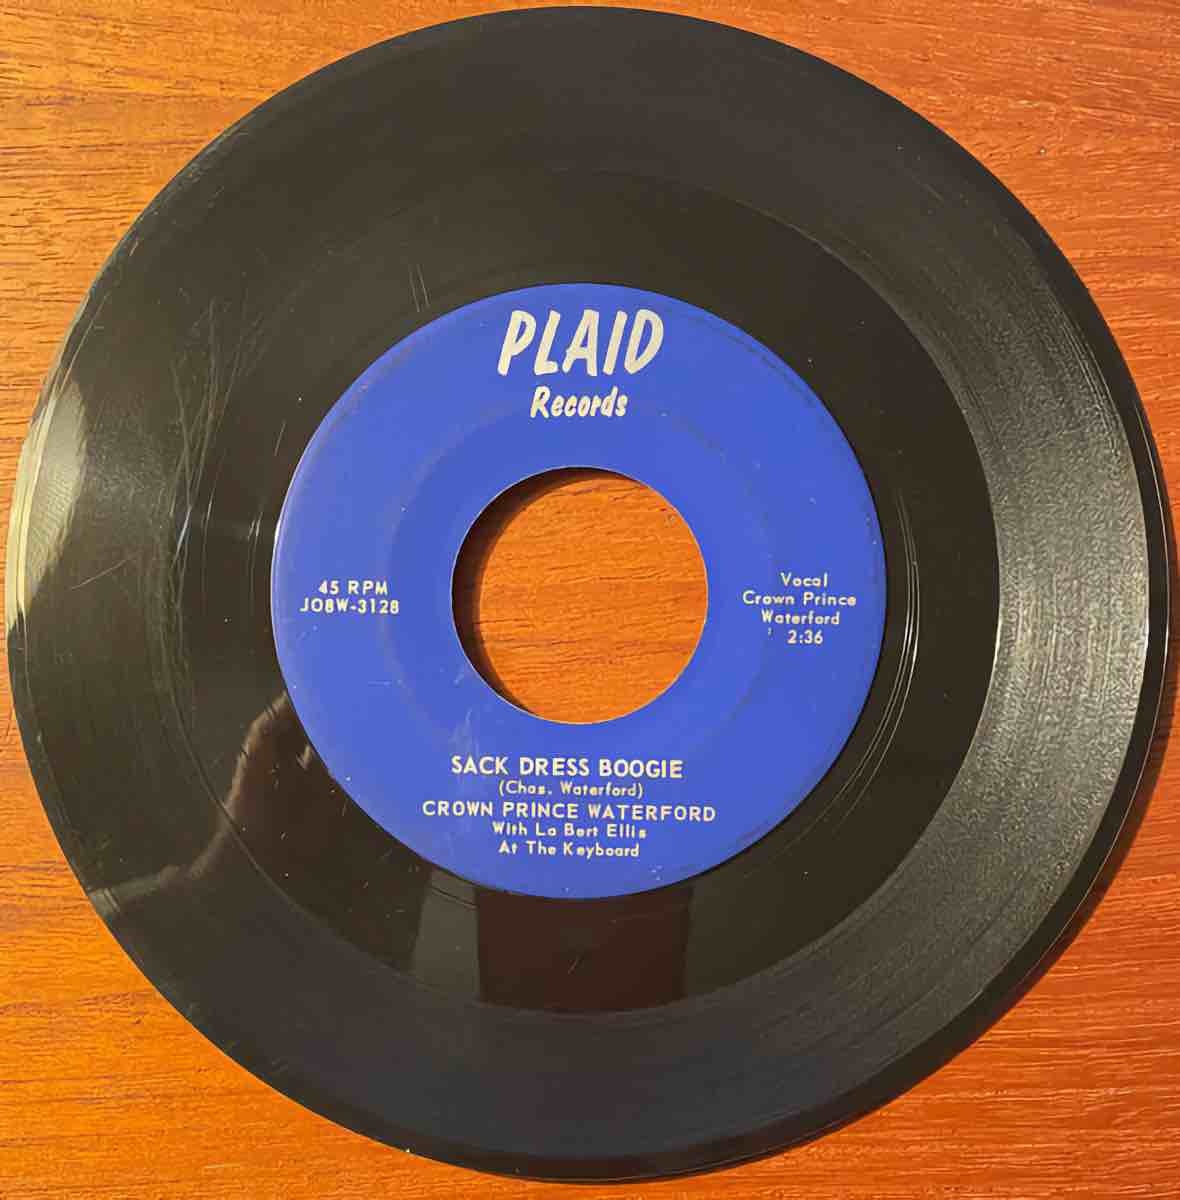 PLAID
Records
45 RPM
JO8W-3128
Vocal
Crown Prince
Waterford
2:36
SACK DRESS BOOGIE
(Chas. Waterford)
CROWN PRINCE WATERFORD
With La Bert Ellis
At The Keyboard